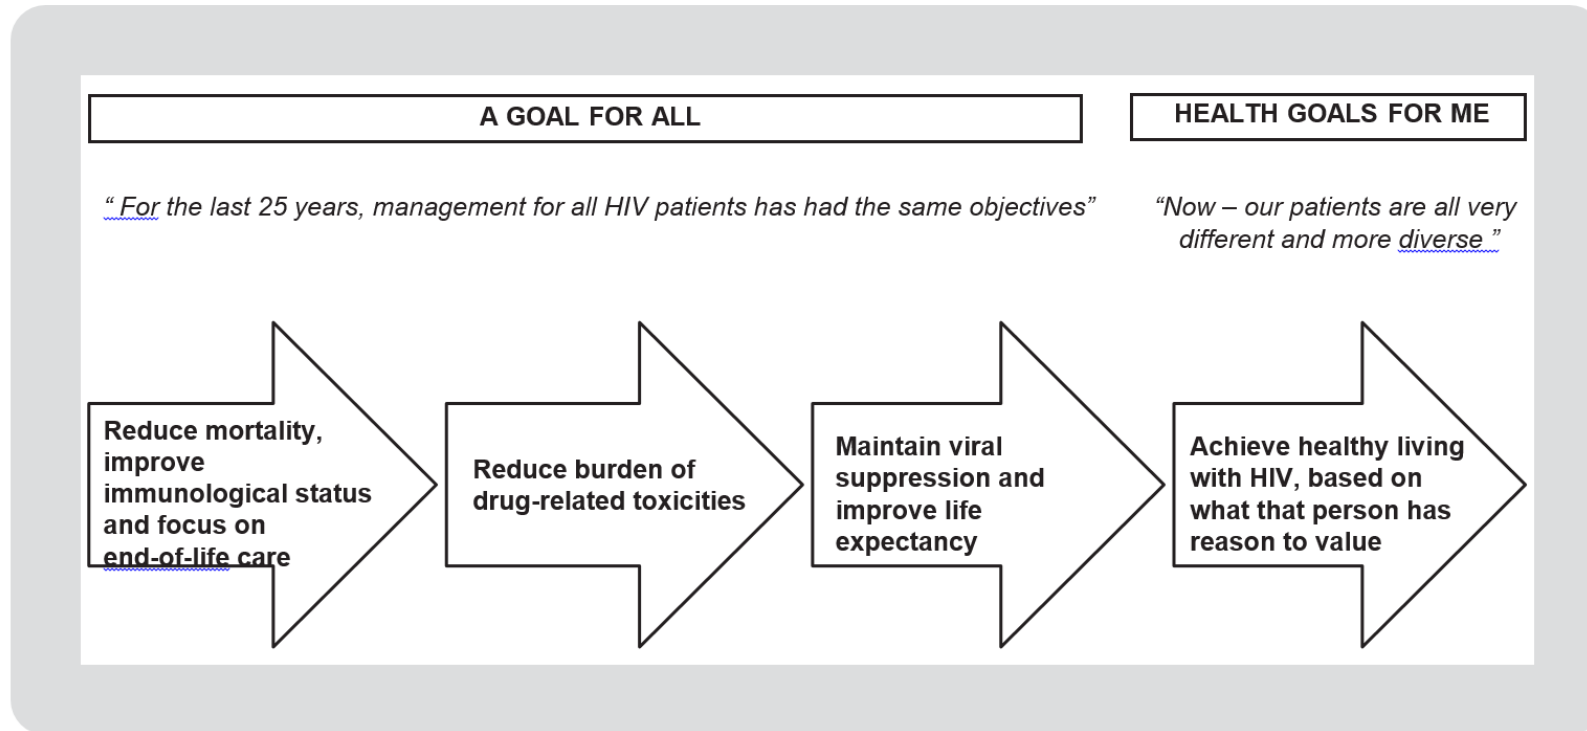 A GOAL FOR ALL
HEALTH GOALS FOR ME
“ For the last 25 years, management for all HIV patients has had the same objectives”
“Now – our patients are all very
different and more diverse ”
Reduce mortality,
improve
immunological status
and focus on
end-of-life care
Reduce burden of
drug-related toxicities
Maintain viral
suppression and
improve life
expectancy
Achieve healthy living
with HIV, based on
what that person has
reason to value